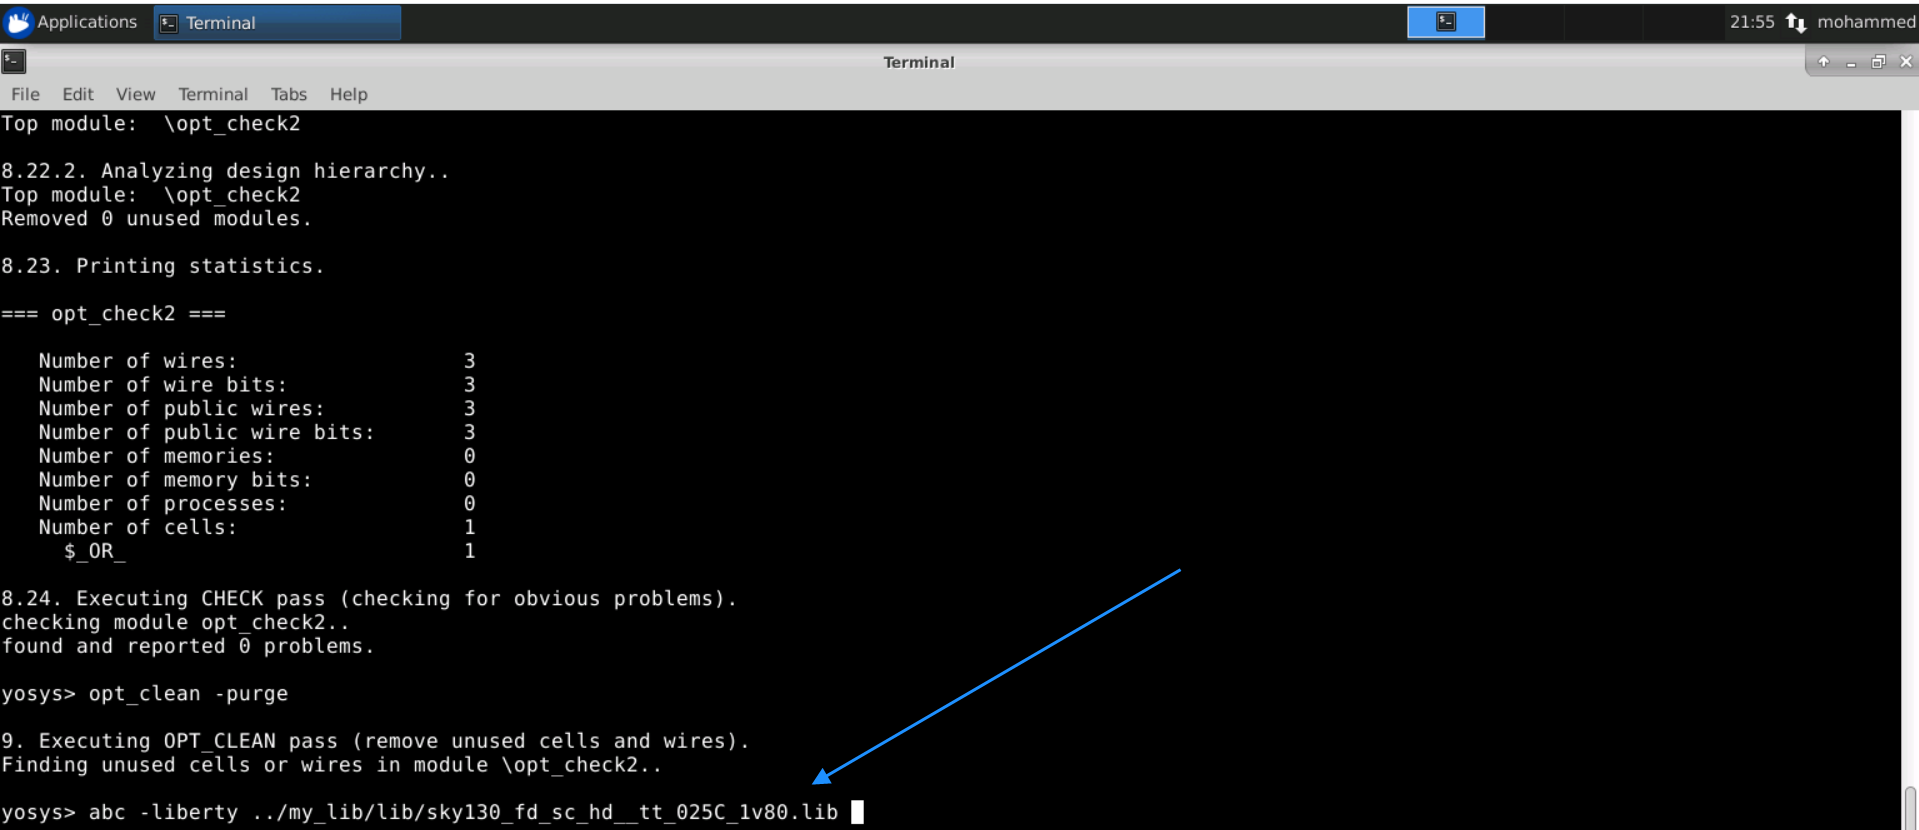 Applications Terminal 21:55 mohammed
Terminal
File Edit View Terminal Tabs Help
Top module:  \opt_check2
8.22.2. Analyzing design hierarchy..
Top module:  \opt_check2
Removed 0 unused modules.
8.23. Printing statistics.
=== opt_check2 ===
Number of wires: 3
Number of wire bits: 3
Number of public wires: 3
Number of public wire bits: 3
Number of memories: 0
Number of memory bits: 0
Number of processes: 0
Number of cells: 1
$_OR_ 1
8.24. Executing CHECK pass (checking for obvious problems).
checking module opt_check2..
found and reported 0 problems.
yosys> opt_clean -purge
9. Executing OPT_CLEAN pass (remove unused cells and wires).
Finding unused cells or wires in module \opt_check2..
yosys> abc -liberty ../my_lib/lib/sky130_fd_sc_hd__tt_025C_1v80.lib